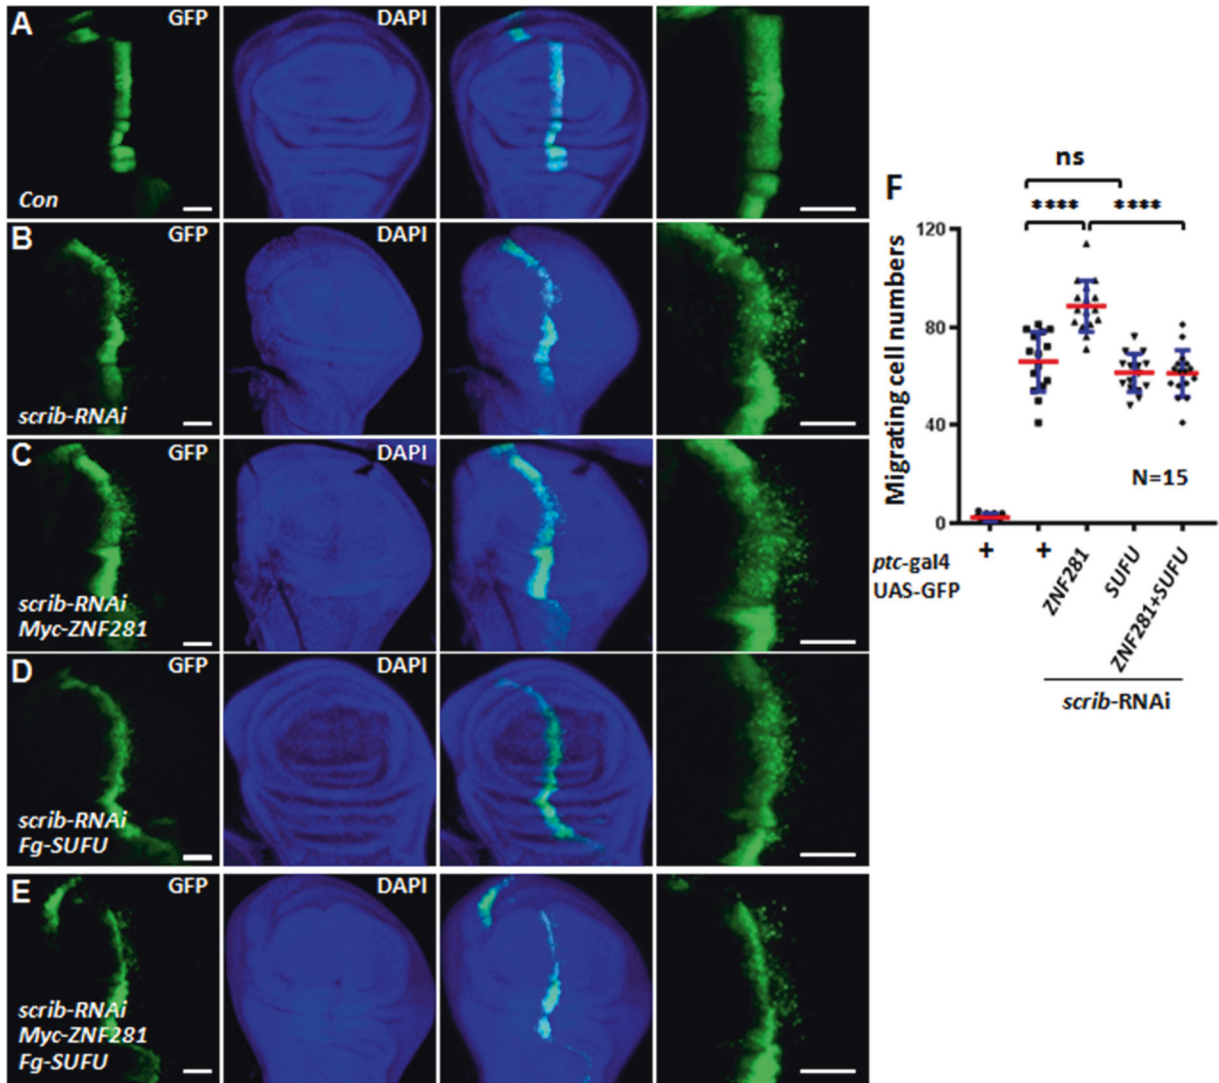 A GFP DAPI
Con
B GFP DAPI
scrib-RNAi
C GFP DAPI
scrib-RNAi
Myc-ZNF281
D GFP DAPI
scrib-RNAi
Fg-SUFU
E GFP DAPI
scrib-RNAi
Myc-ZNF281
Fg-SUFU
F
ns
**** ****
Migrating cell numbers
120
80
40
0
N=15
ptc-gal4
UAS-GFP
+ + ZNF281 SUFU ZNF281+SUFU
scrib-RNAi